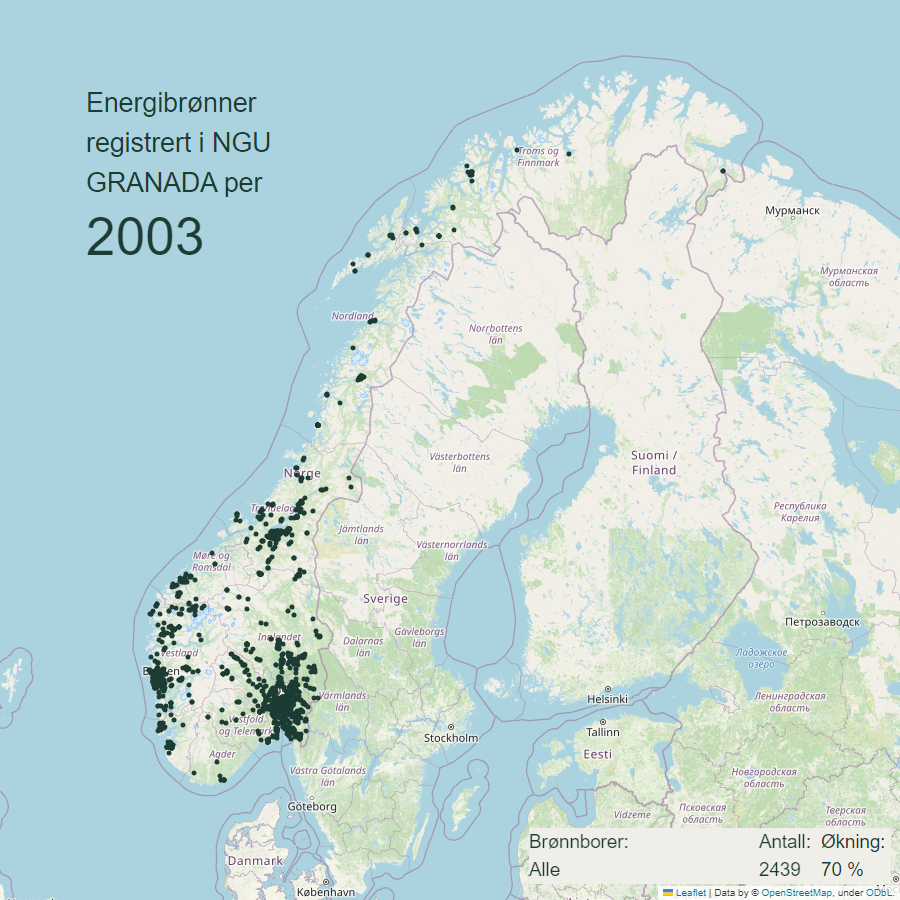 Energibrønner
registrert i NGU
GRANADA per
2003
Troms og
Finnmark
Мурманск
Мурманская
область
Nordland
Norrbottens
län
Västerbottens
län
Suomi /
Finland
Norge
Trøndelag
Республика
Карелия
Jämtlands
län
Västernorrlands
län
Møre og
Romsdal
Sverige
Петрозаводск
Innlandet
Dalarnas
län
Gävleborgs
län
Vestland
Ладожское
озеро
Bergen
Värmlands
län
Helsinki
Ленинградская
область
Vestfold
og Telemark
Stockholm
Tallinn
Eesti
Agder
Västra Götalands
län
Новгородская
область
Göteborg
Vidzeme
Псковская
область
Тверская
область
Danmark
København
Brønnborer: Antall: Økning:
Alle 2439 70 %
Leaflet | Data by © OpenStreetMap, under ODbL.